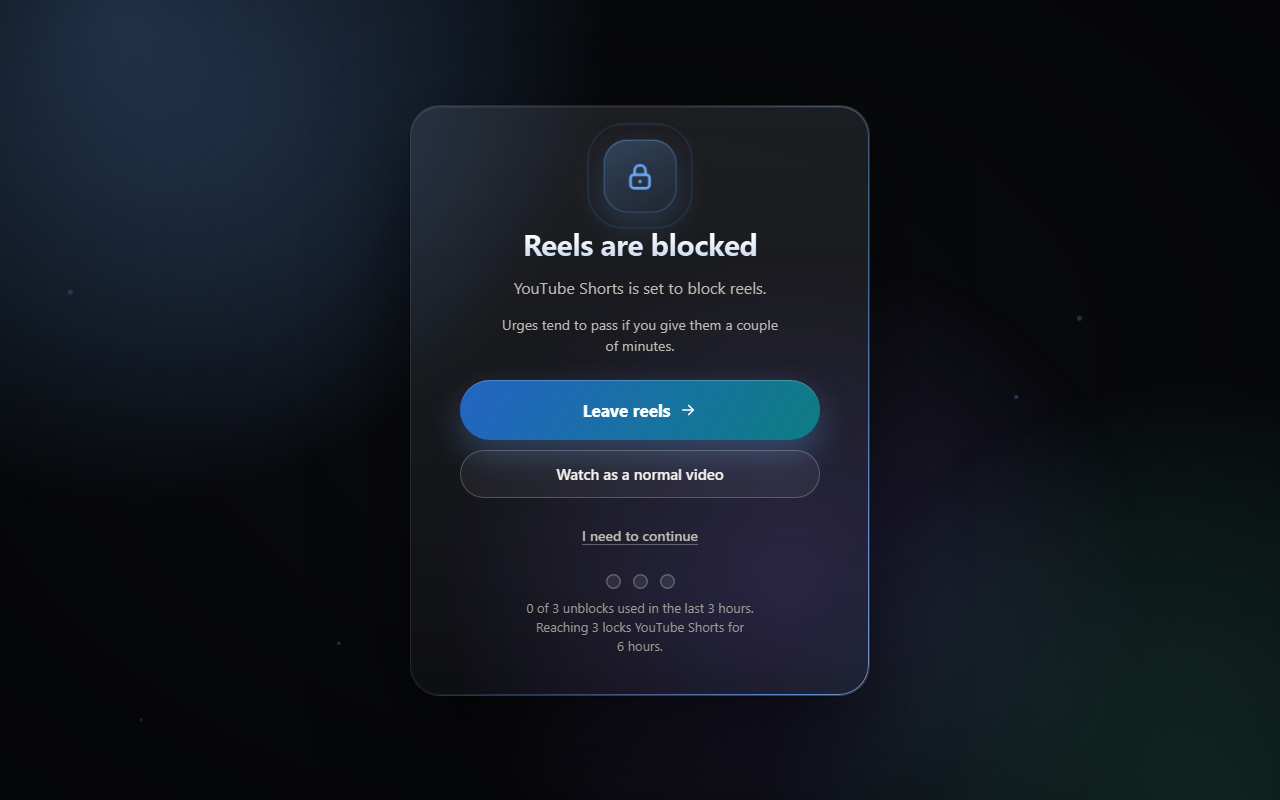 Reels are blocked
YouTube Shorts is set to block reels.
Urges tend to pass if you give them a couple
of minutes.
Leave reels →
Watch as a normal video
I need to continue
0 of 3 unblocks used in the last 3 hours.
Reaching 3 locks YouTube Shorts for
6 hours.